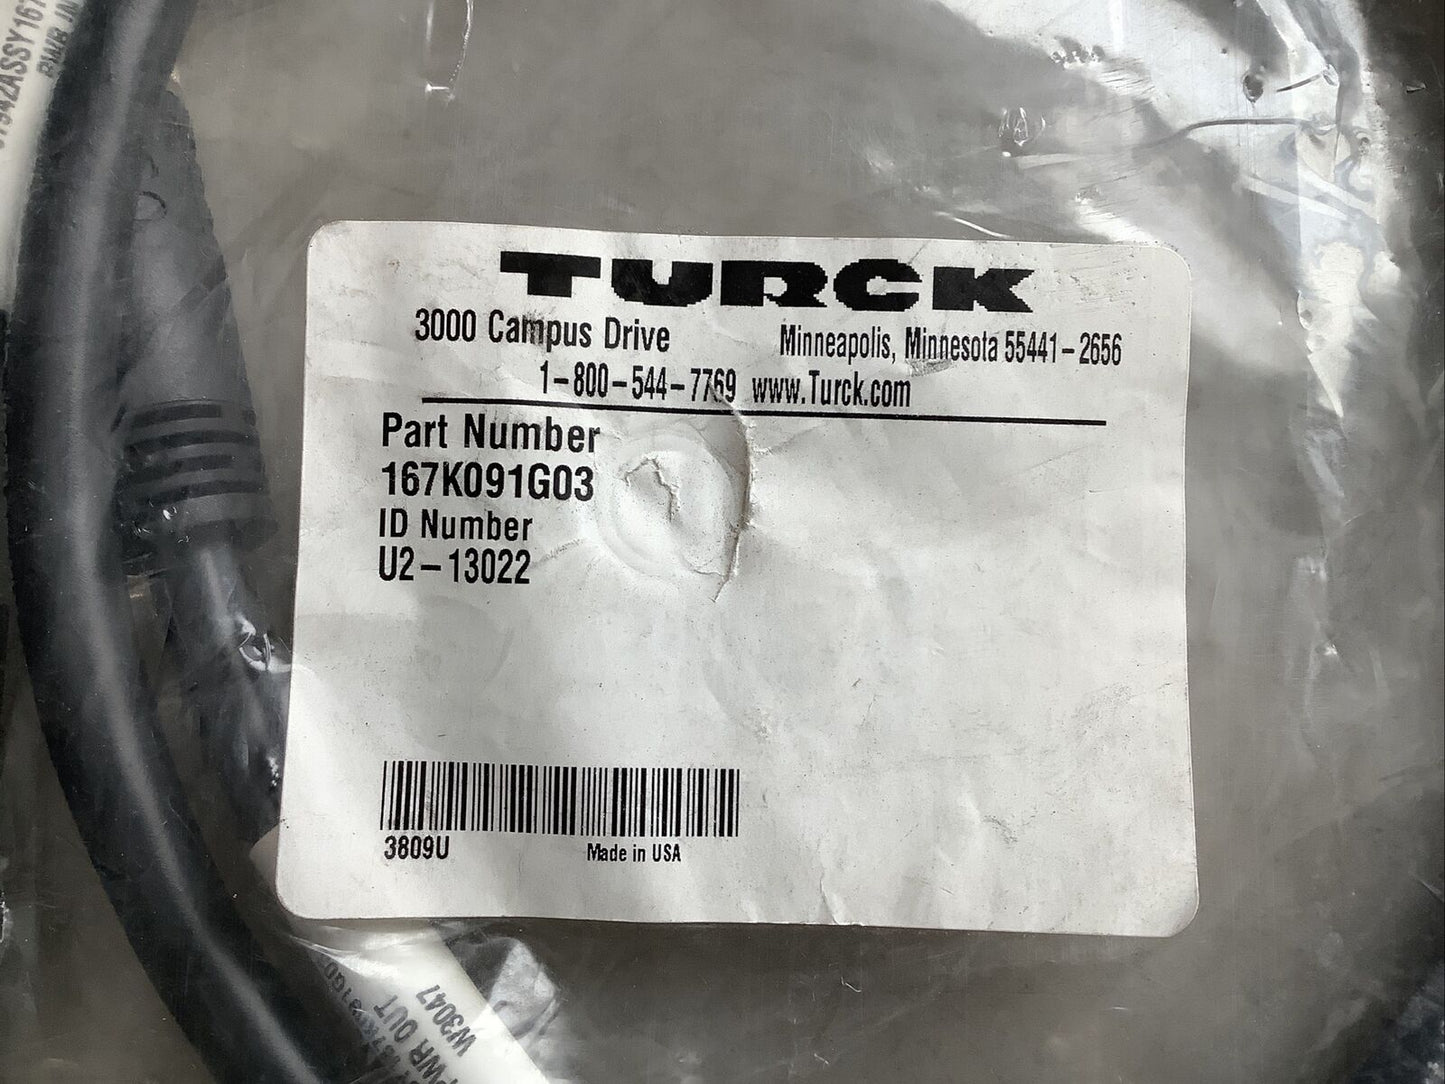 TURCK
3000 Campus Drive Minneapolis, Minnesota 55441-2656
1-800-544-7769 www.Turck.com
Part Number
167K091G03
ID Number
U2-13022
3809U Made in USA
PWR OUT
W3047